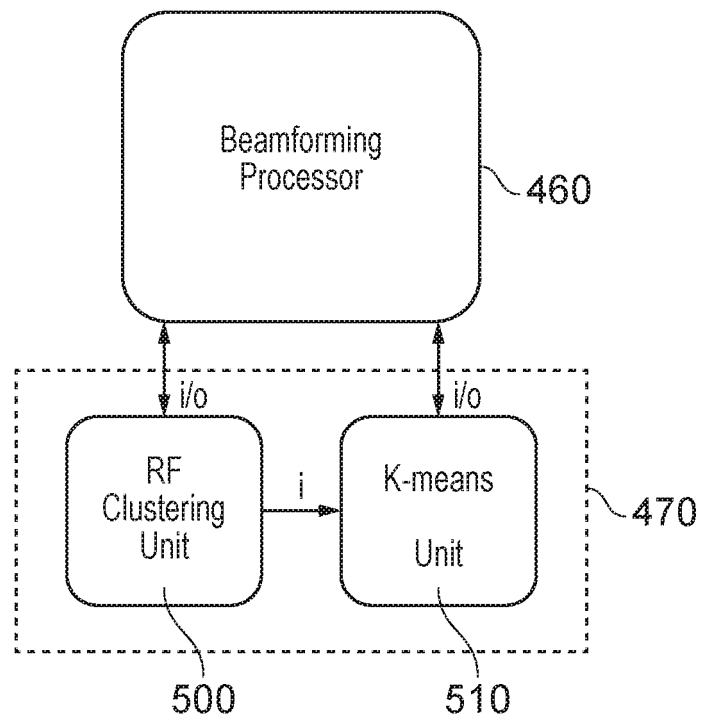 Beamforming
Processor
460
i/o
i/o
RF
Clustering
Unit
i
K-means
Unit
470
500
510